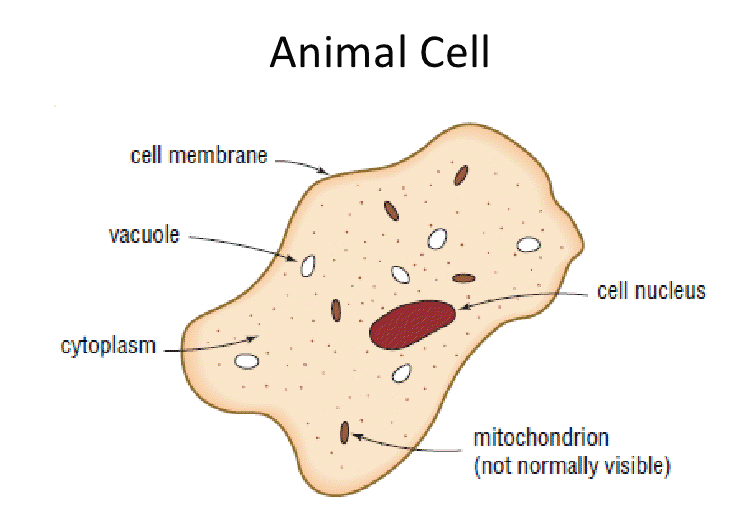 Animal Cell
cell membrane
vacuole
cell nucleus
cytoplasm
mitochondrion
(not normally visible)